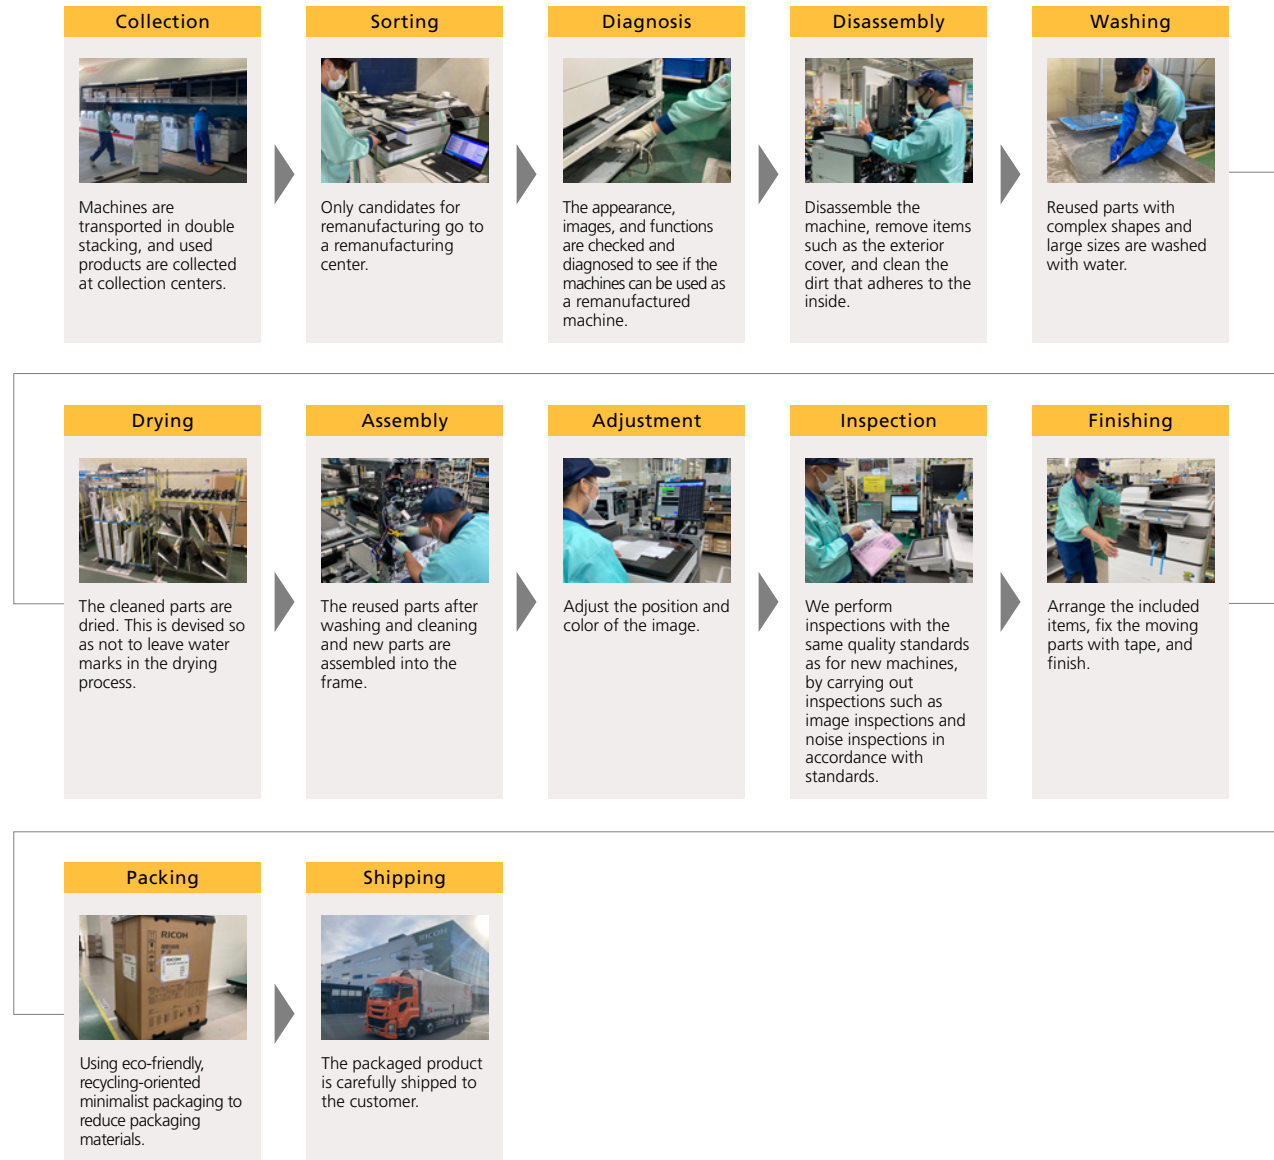 Collection
Machines are
transported in double
stacking, and used
products are collected
at collection centers.
Sorting
Only candidates for
remanufacturing go to
a remanufacturing
center.
Diagnosis
The appearance,
images, and functions
are checked and
diagnosed to see if the
machines can be used as
a remanufactured
machine.
Disassembly
Disassemble the
machine, remove items
such as the exterior
cover, and clean the
dirt that adheres to the
inside.
Washing
Reused parts with
complex shapes and
large sizes are washed
with water.
Drying
The cleaned parts are
dried. This is devised so
as not to leave water
marks in the drying
process.
Assembly
The reused parts after
washing and cleaning
and new parts are
assembled into the
frame.
Adjustment
Adjust the position and
color of the image.
Inspection
We perform
inspections with the
same quality standards
as for new machines,
by carrying out
inspections such as
image inspections and
noise inspections in
accordance with
standards.
Finishing
Arrange the included
items, fix the moving
parts with tape, and
finish.
Packing
RICOH
Using eco-friendly,
recycling-oriented
minimalist packaging to
reduce packaging
materials.
Shipping
RICOH
The packaged product
is carefully shipped to
the customer.